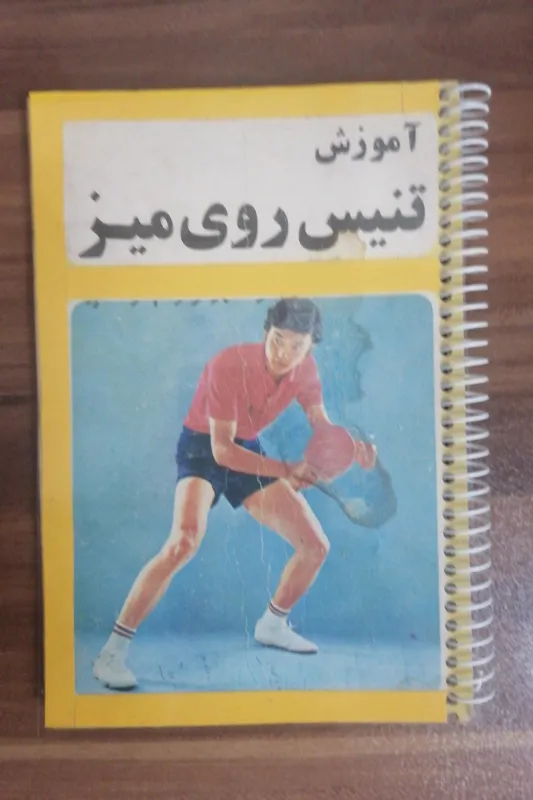 آموزش
تنیس روی میز